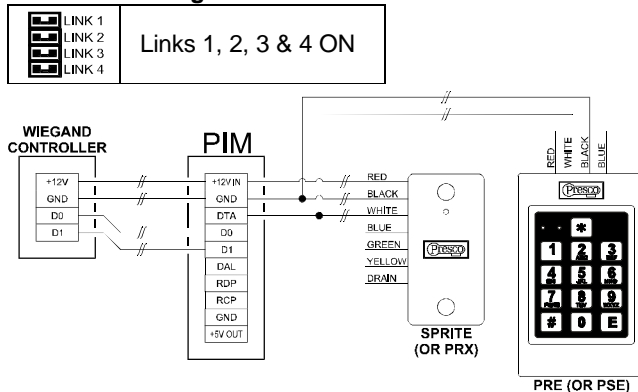 LINK 1
LINK 2
LINK 3
LINK 4
Links 1, 2, 3 & 4 ON
WIEGAND
CONTROLLER
+12V
GND
D0
D1
PIM
+12V IN
GND
DTA
D0
D1
DAL
RDP
RCP
GND
+5V OUT
RED
BLACK
WHITE
BLUE
GREEN
YELLOW
DRAIN
Presco
SPRITE
(OR PRX)
RED
WHITE
BLACK
BLUE
Presco
*
1 2 3
4 5 6
7 8 9
# 0 E
PRE (OR PSE)